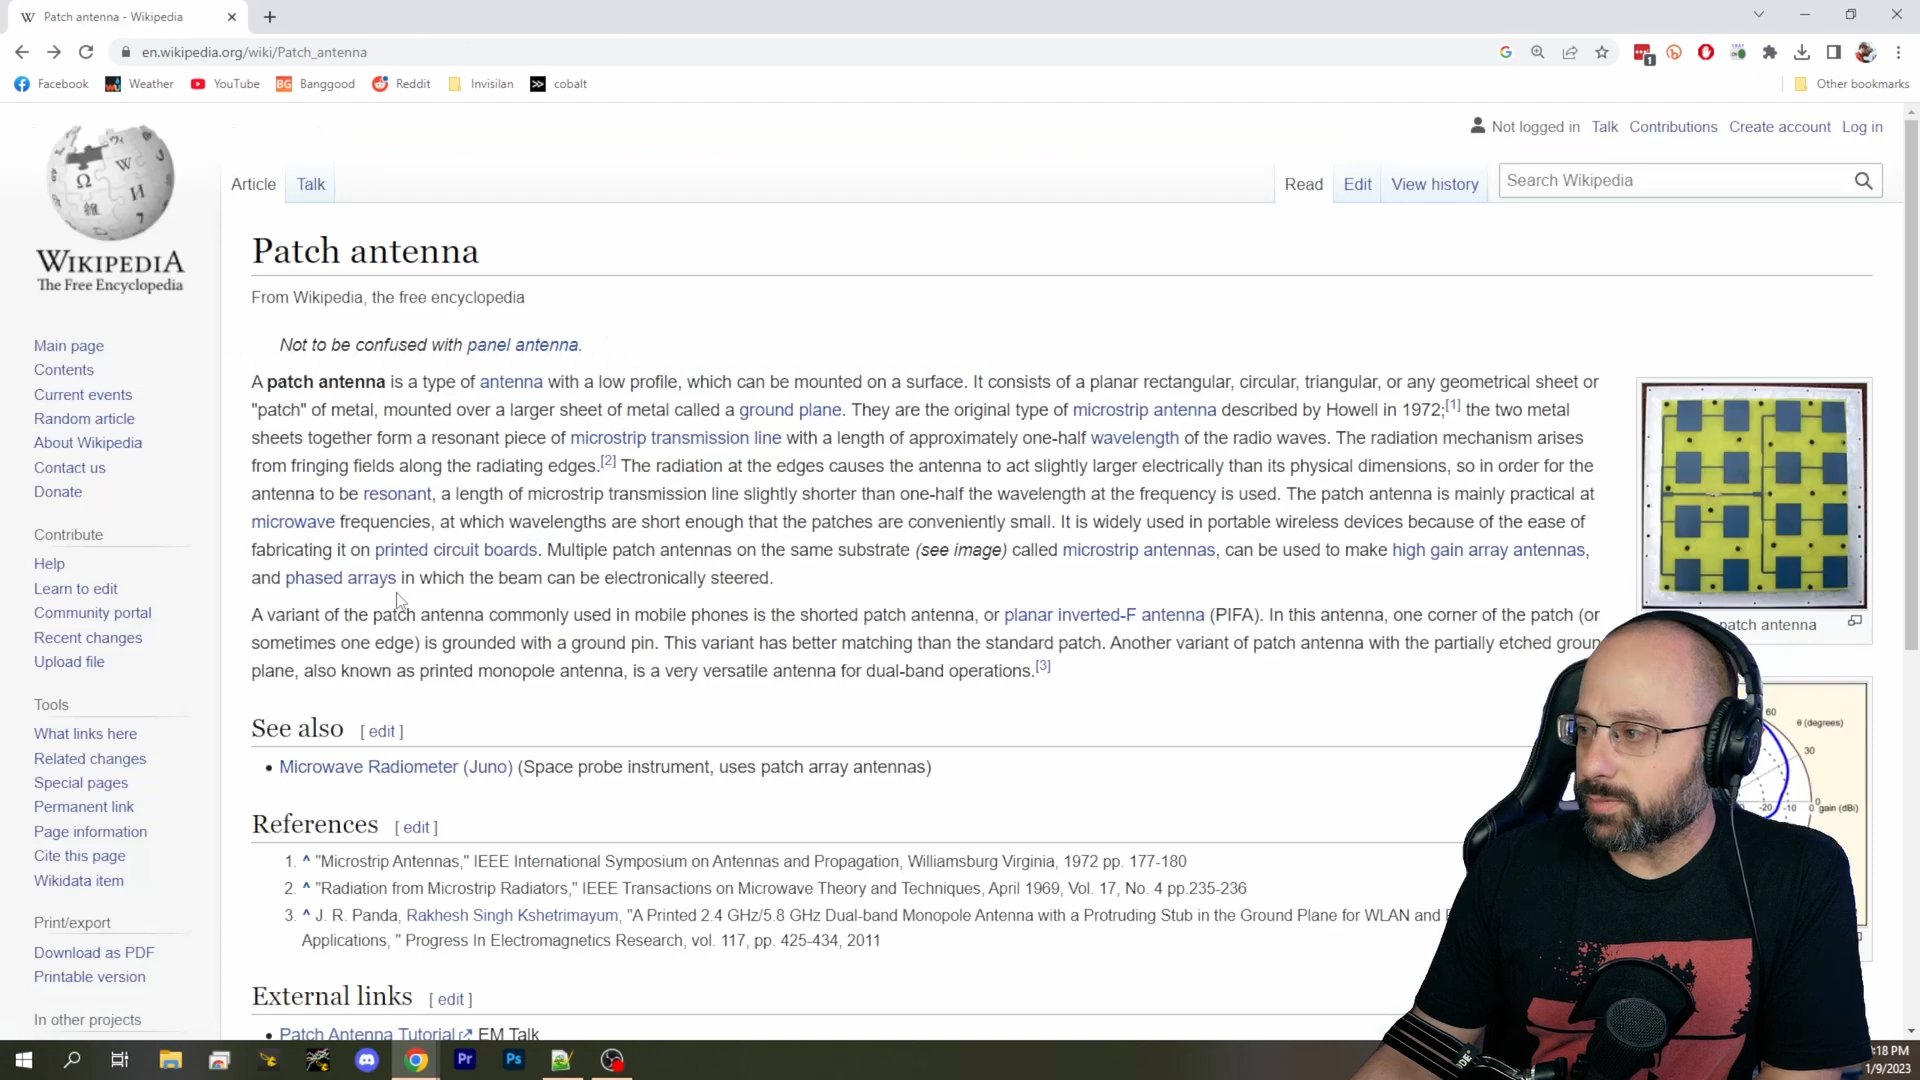 Patch antenna - Wikipedia
en.wikipedia.org/wiki/Patch_antenna
1
Facebook Weather YouTube BG Banggood Reddit Invisilan cobalt Other bookmarks
Not logged in Talk Contributions Create account Log in
Article Talk Read Edit View history Search Wikipedia
WIKIPEDIA
The Free Encyclopedia
Main page
Contents
Current events
Random article
About Wikipedia
Contact us
Donate
Contribute
Help
Learn to edit
Community portal
Recent changes
Upload file
Tools
What links here
Related changes
Special pages
Permanent link
Page information
Cite this page
Wikidata item
Print/export
Download as PDF
Printable version
In other projects
Patch antenna
From Wikipedia, the free encyclopedia
Not to be confused with panel antenna.
A patch antenna is a type of antenna with a low profile, which can be mounted on a surface. It consists of a planar rectangular, circular, triangular, or any geometrical sheet or
"patch" of metal, mounted over a larger sheet of metal called a ground plane. They are the original type of microstrip antenna described by Howell in 1972;[1] the two metal
sheets together form a resonant piece of microstrip transmission line with a length of approximately one-half wavelength of the radio waves. The radiation mechanism arises
from fringing fields along the radiating edges.[2] The radiation at the edges causes the antenna to act slightly larger electrically than its physical dimensions, so in order for the
antenna to be resonant, a length of microstrip transmission line slightly shorter than one-half the wavelength at the frequency is used. The patch antenna is mainly practical at
microwave frequencies, at which wavelengths are short enough that the patches are conveniently small. It is widely used in portable wireless devices because of the ease of
fabricating it on printed circuit boards. Multiple patch antennas on the same substrate (see image) called microstrip antennas, can be used to make high gain array antennas,
and phased arrays in which the beam can be electronically steered.
A variant of the patch antenna commonly used in mobile phones is the shorted patch antenna, or planar inverted-F antenna (PIFA). In this antenna, one corner of the patch (or
sometimes one edge) is grounded with a ground pin. This variant has better matching than the standard patch. Another variant of patch antenna with the partially etched groun
plane, also known as printed monopole antenna, is a very versatile antenna for dual-band operations.[3]
See also [ edit ]
• Microwave Radiometer (Juno) (Space probe instrument, uses patch array antennas)
References [ edit ]
1. ^ "Microstrip Antennas," IEEE International Symposium on Antennas and Propagation, Williamsburg Virginia, 1972 pp. 177-180
2. ^ "Radiation from Microstrip Radiators," IEEE Transactions on Microwave Theory and Techniques, April 1969, Vol. 17, No. 4 pp.235-236
3. ^ J. R. Panda, Rakhesh Singh Kshetrimayum, "A Printed 2.4 GHz/5.8 GHz Dual-band Monopole Antenna with a Protruding Stub in the Ground Plane for WLAN and
Applications, " Progress In Electromagnetics Research, vol. 117, pp. 425-434, 2011
External links [ edit ]
• Patch Antenna Tutorial EM Talk
patch antenna
60
θ (degrees)
30
-20 -10 0 gain (dBi)
Pr Ps
:18 PM
1/9/2023